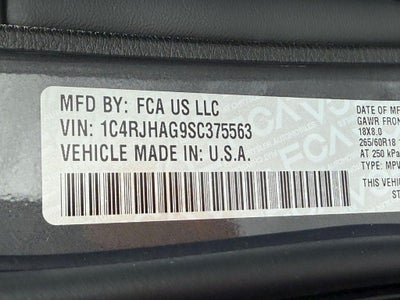 MFD BY: FCA US LLC
VIN: 1C4RJHAG9SC375563
VEHICLE MADE IN: U.S.A.
DATE OF MF
GAWR FRON
18X8.0
265/60R18
AT 250 kPa
TYPE: MPV
THIS VEHI